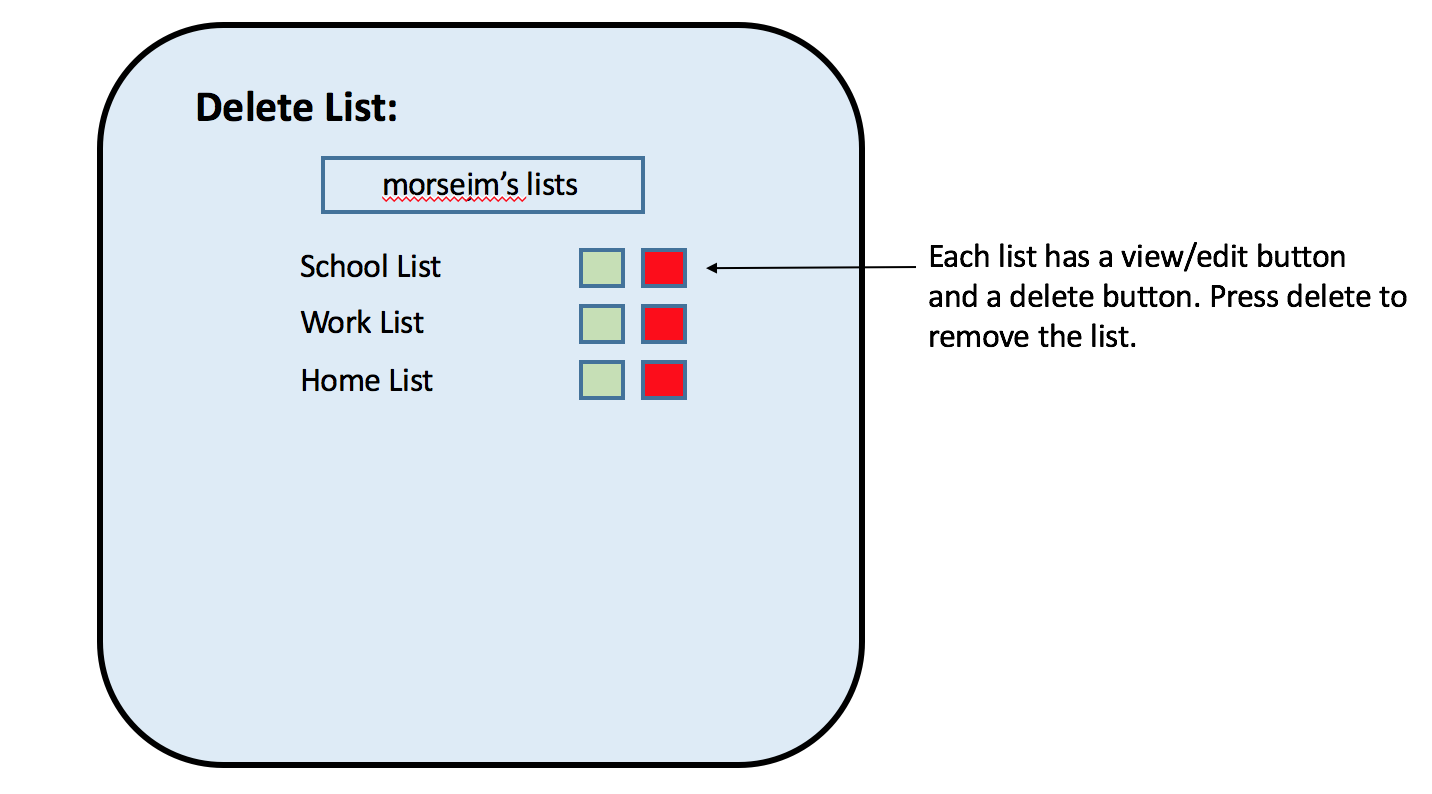 Delete List:
morsejm’s lists
School List
Each list has a view/edit button
and a delete button. Press delete to
remove the list.
Work List
Home List